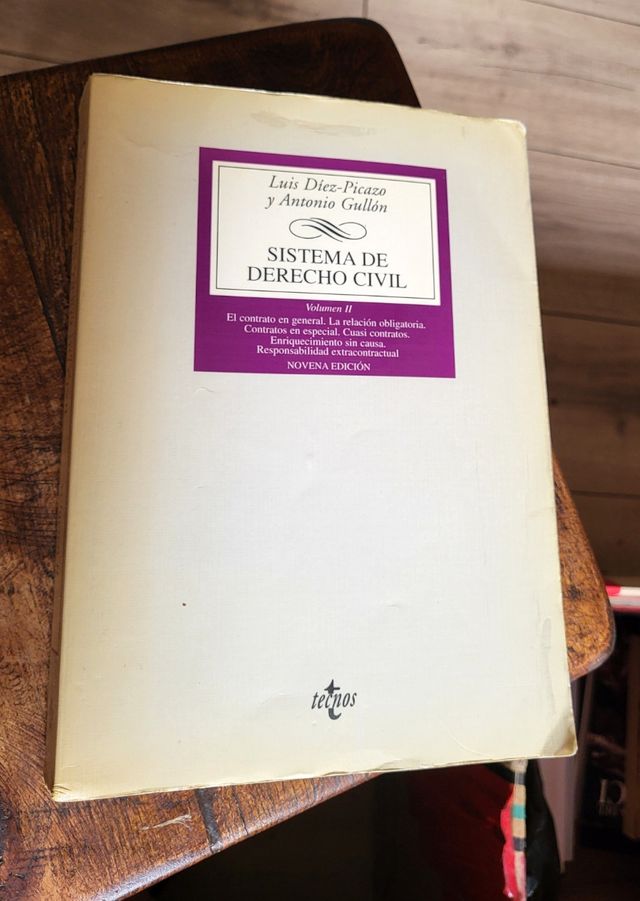 Luis Díez-Picazo
y Antonio Gullón
SISTEMA DE
DERECHO CIVIL
Volumen II
El contrato en general. La relación obligatoria.
Contratos en especial. Cuasi contratos.
Enriquecimiento sin causa.
Responsabilidad extracontractual
NOVENA EDICIÓN
tecnos